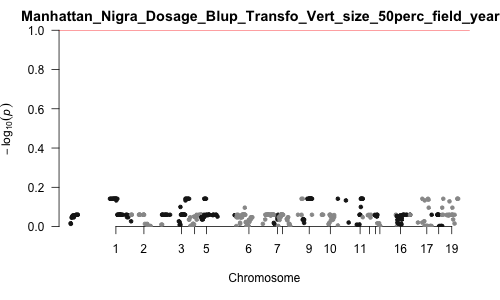 Manhattan_Nigra_Dosage_Blup_Transfo_Vert_size_50perc_field_year
1.0
0.8
0.6
0.4
0.2
0.0
− log10(p)
1 2 3 5 6 7 9 10 11 16 17 19
Chromosome